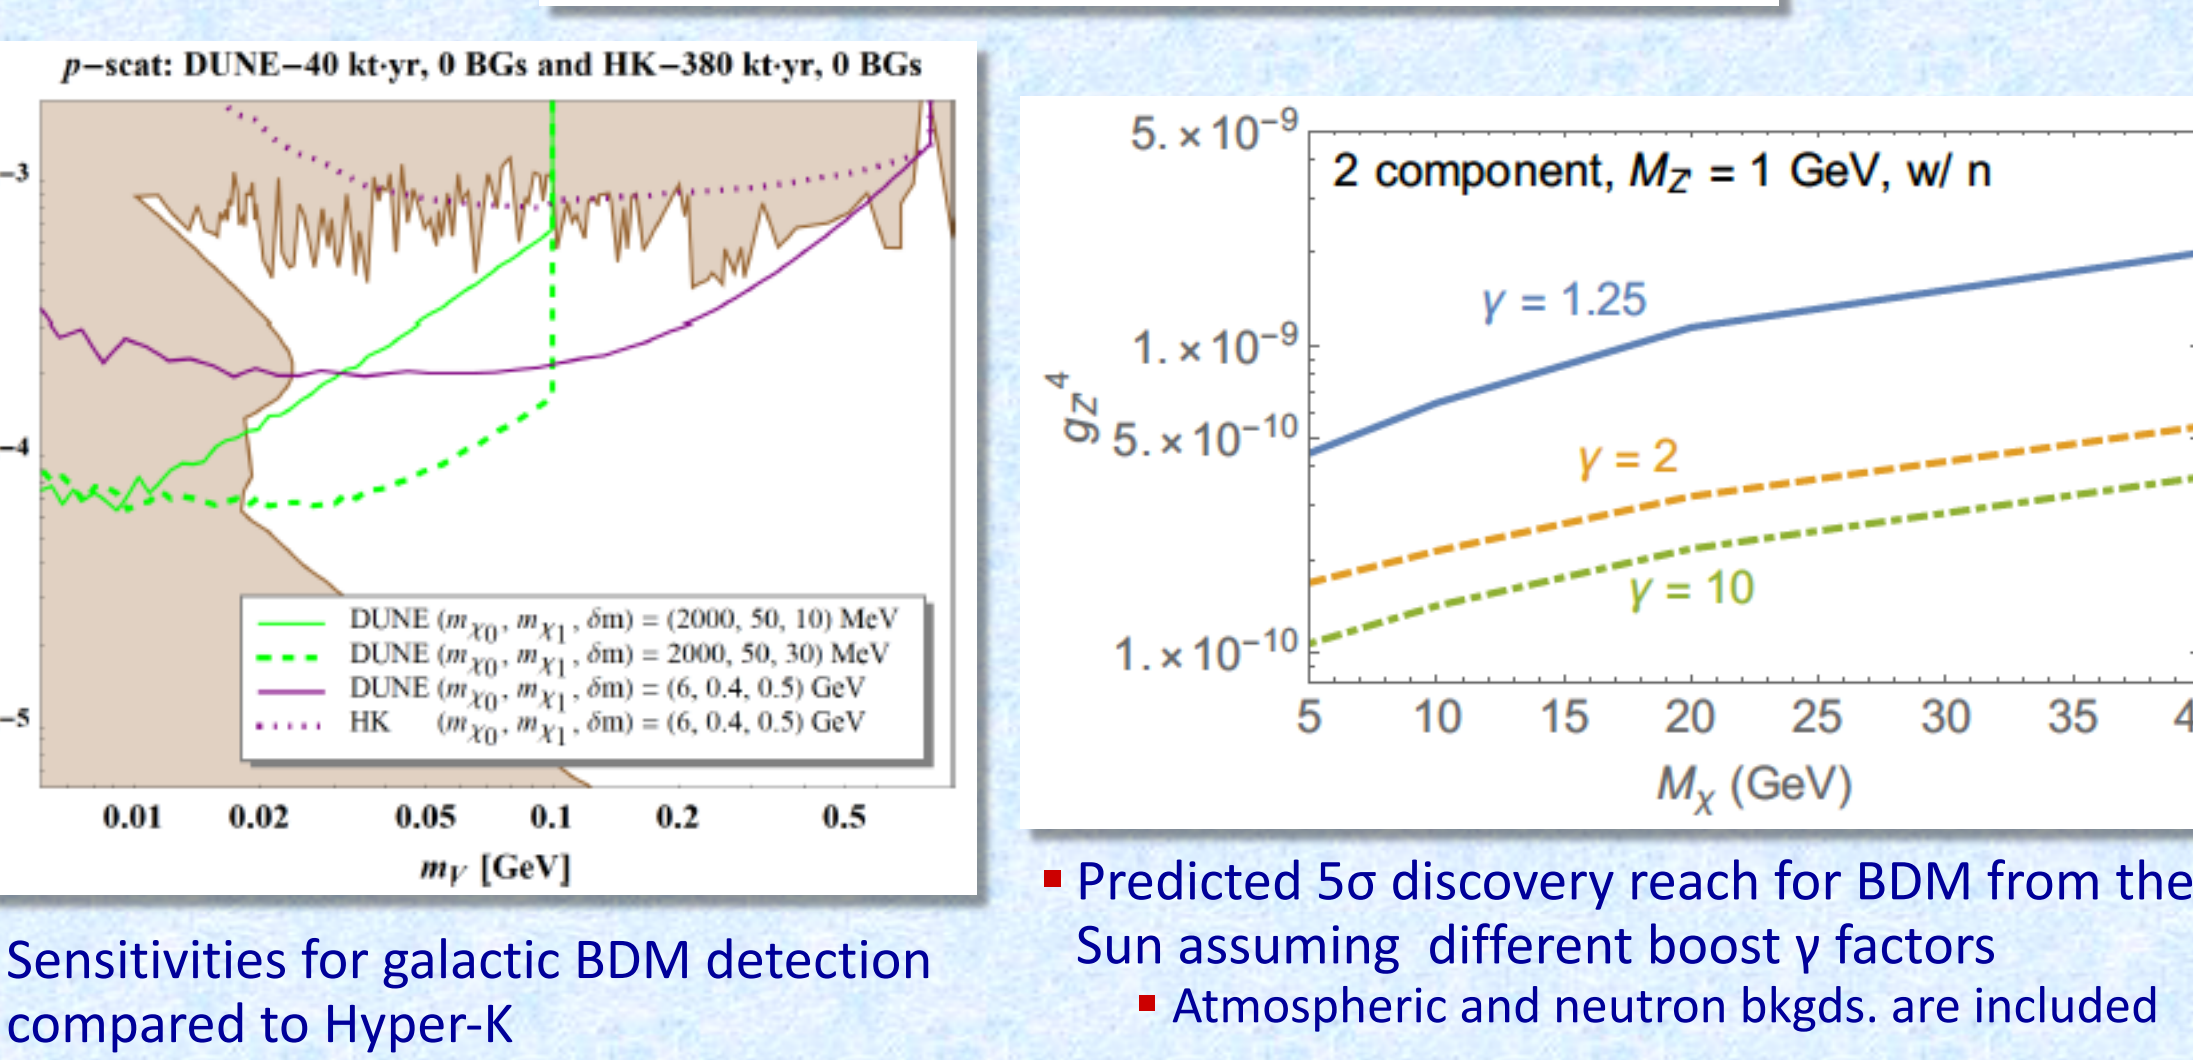 p−scat: DUNE−40 kt·yr, 0 BGs and HK−380 kt·yr, 0 BGs
−3
−4
−5
DUNE (mχ0, mχ1, δm) = (2000, 50, 10) MeV
DUNE (mχ0, mχ1, δm) = 2000, 50, 30) MeV
DUNE (mχ0, mχ1, δm) = (6, 0.4, 0.5) GeV
HK (mχ0, mχ1, δm) = (6, 0.4, 0.5) GeV
0.01 0.02 0.05 0.1 0.2 0.5
mV [GeV]
Sensitivities for galactic BDM detection
compared to Hyper-K
5.×10−9
1.×10−9
5.×10−10
1.×10−10
gZ'4
2 component, MZ' = 1 GeV, w/ n
γ = 1.25
γ = 2
γ = 10
5 10 15 20 25 30 35 4
Mχ (GeV)
▪ Predicted 5σ discovery reach for BDM from the
Sun assuming different boost γ factors
▪ Atmospheric and neutron bkgds. are included